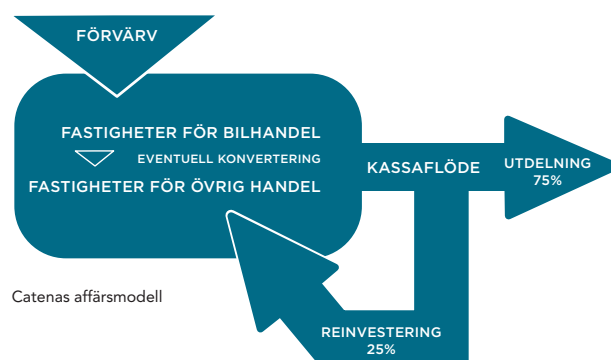 FÖRVÄRV
FASTIGHETER FÖR BILHANDEL
EVENTUELL KONVERTERING
FASTIGHETER FÖR ÖVRIG HANDEL
KASSAFLÖDE
UTDELNING
75%
Catenas affärsmodell
REINVESTERING
25%